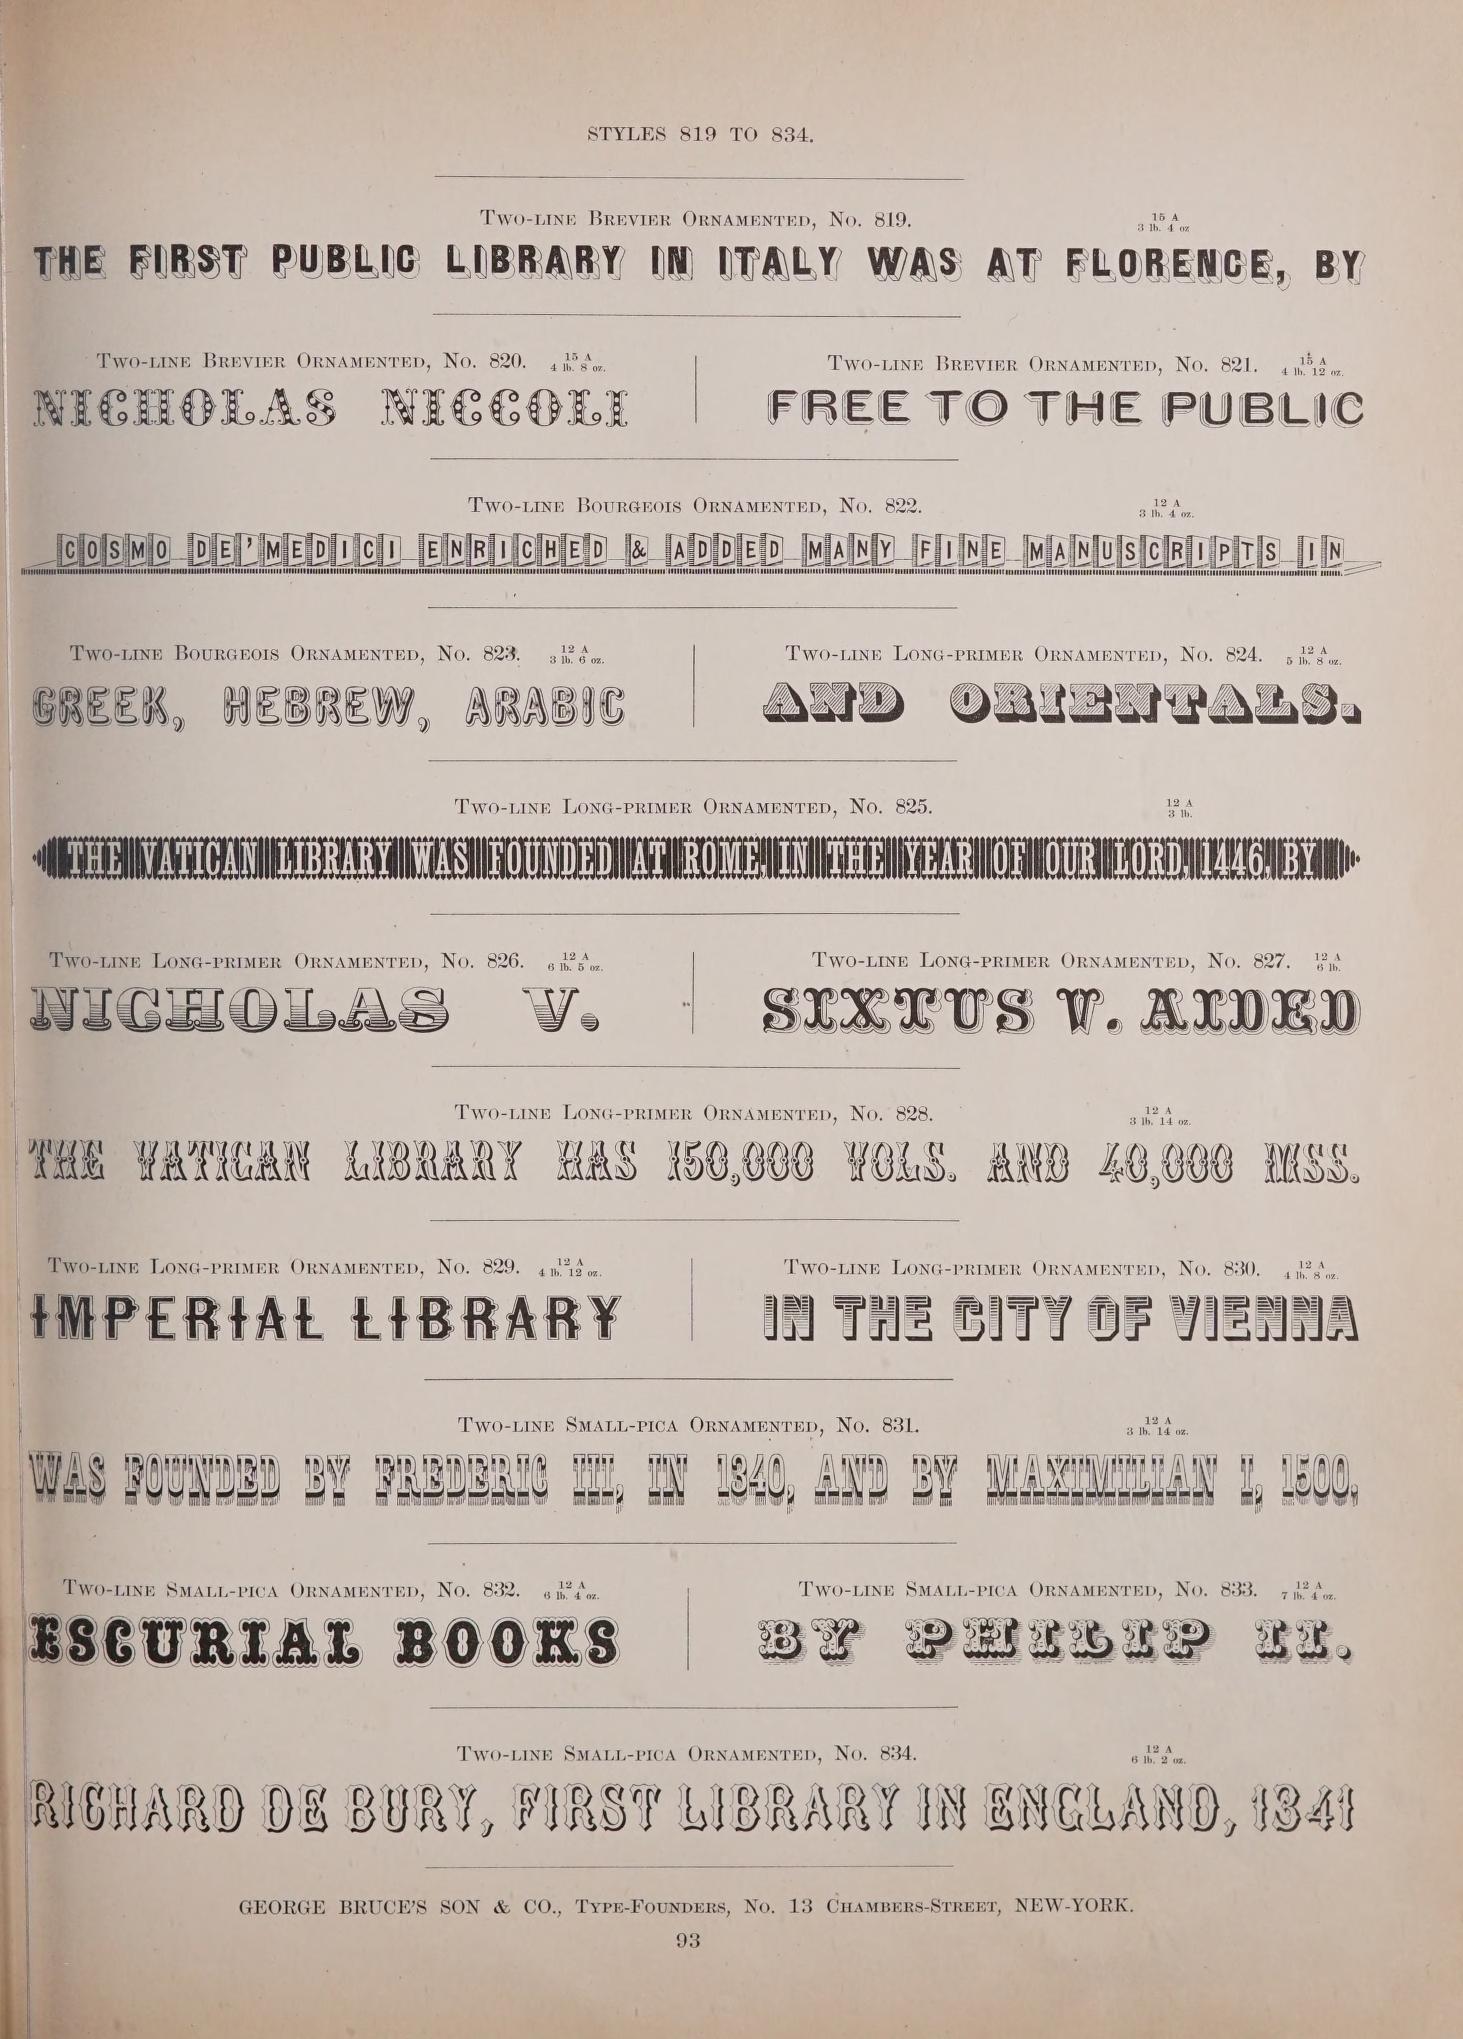 STYLES 819 TO 834.
Two-line Brevier Ornamented, No. 819.
15 A
3 lb. 4 oz
THE FIRST PUBLIC LIBRARY IN ITALY WAS AT FLORENCE, BY
Two-line Brevier Ornamented, No. 820.
15 A
4 lb. 8 oz.
NICHOLAS NICCOLI
Two-line Brevier Ornamented, No. 821.
15 A
4 lb. 12 oz.
FREE TO THE PUBLIC
Two-line Bourgeois Ornamented, No. 822.
12 A
3 lb. 4 oz.
COSMO DE'MEDICI ENRICHED & ADDED MANY FINE MANUSCRIPTS IN
Two-line Bourgeois Ornamented, No. 823.
12 A
3 lb. 6 oz.
GREEK, HEBREW, ARABIC
Two-line Long-primer Ornamented, No. 824.
12 A
5 lb. 8 oz.
AND ORIENTALS.
Two-line Long-primer Ornamented, No. 825.
12 A
3 lb.
THE VATICAN LIBRARY WAS FOUNDED AT ROME, IN THE YEAR OF OUR LORD, 1446, BY
Two-line Long-primer Ornamented, No. 826.
12 A
6 lb. 5 oz.
NICHOLAS V.
Two-line Long-primer Ornamented, No. 827.
12 A
6 lb.
SIXTUS V. AIDED
Two-line Long-primer Ornamented, No. 828.
12 A
3 lb. 14 oz.
THE VATICAN LIBRARY HAS 150,000 VOLS. AND 40,000 MSS.
Two-line Long-primer Ornamented, No. 829.
12 A
4 lb. 12 oz.
IMPERIAL LIBRARY
Two-line Long-primer Ornamented, No. 830.
12 A
4 lb. 8 oz.
IN THE CITY OF VIENNA
Two-line Small-pica Ornamented, No. 831.
12 A
3 lb. 14 oz.
WAS FOUNDED BY FREDERIC III, IN 1340, AND BY MAXIMILIAN I, 1500,
Two-line Small-pica Ornamented, No. 832.
12 A
6 lb. 4 oz.
ESCURIAL BOOKS
Two-line Small-pica Ornamented, No. 833.
12 A
7 lb. 4 oz.
BY PHILIP II.
Two-line Small-pica Ornamented, No. 834.
12 A
6 lb. 2 oz.
RICHARD DE BURY, FIRST LIBRARY IN ENGLAND, 1341
GEORGE BRUCE'S SON & CO., Type-Founders, No. 13 Chambers-Street, NEW-YORK.
93